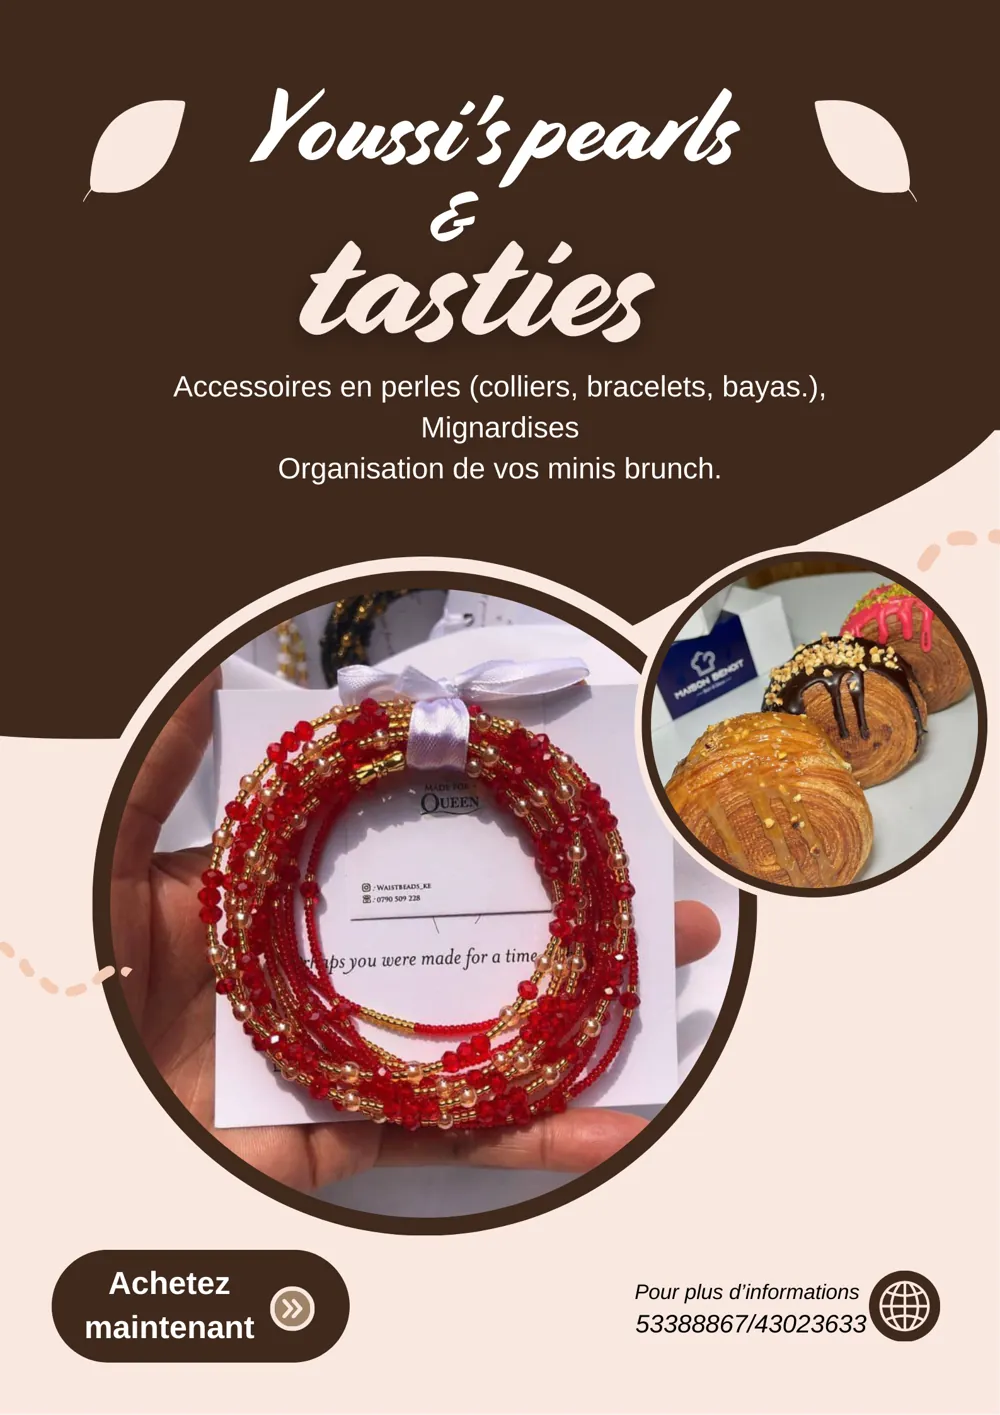 Youssi's pearls
&
tasties
Accessoires en perles (colliers, bracelets, bayas.),
Mignardises
Organisation de vos minis brunch.
MAISON BENOIT
MADE FOR A
QUEEN
: WAISTBEADS_KE
: 0790 509 228
you were made for a time
Achetez
maintenant
Pour plus d'informations
53388867/43023633